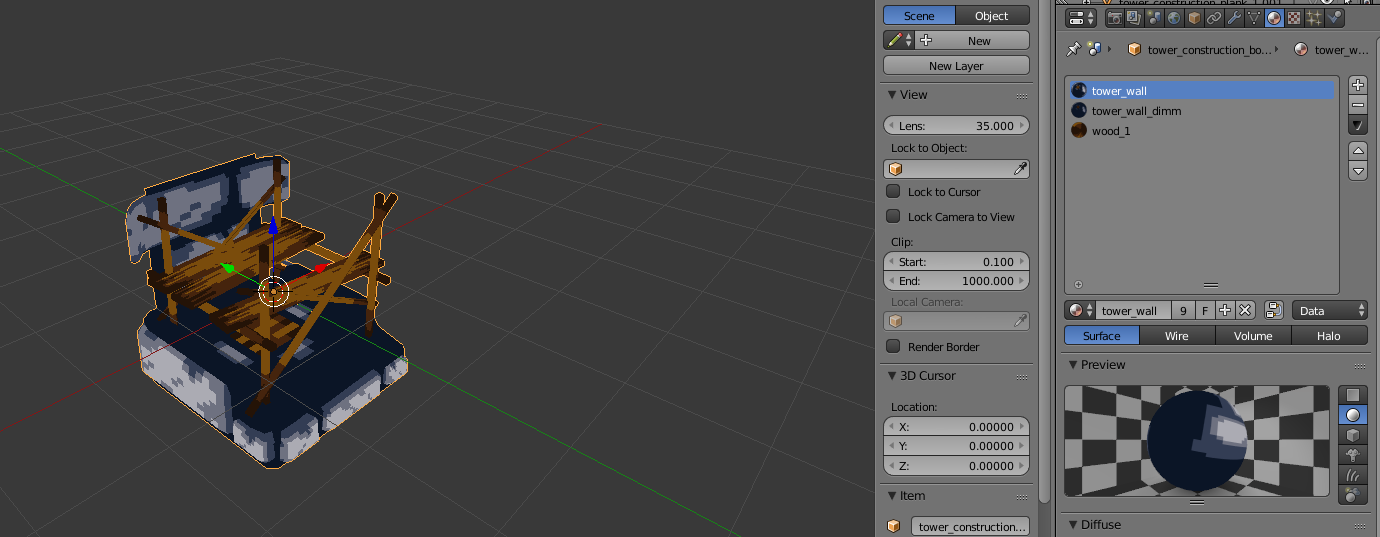 Scene Object
New
New Layer
View
Lens: 35.000
Lock to Object:
Lock to Cursor
Lock Camera to View
Clip:
Start: 0.100
End: 1000.000
Local Camera:
Render Border
3D Cursor
Location:
X: 0.00000
Y: 0.00000
Z: 0.00000
Item
tower_construction...
tower_construction_bo... tower_w...
tower_wall
tower_wall_dimm
wood_1
tower_wall 9 F Data
Surface Wire Volume Halo
Preview
Diffuse